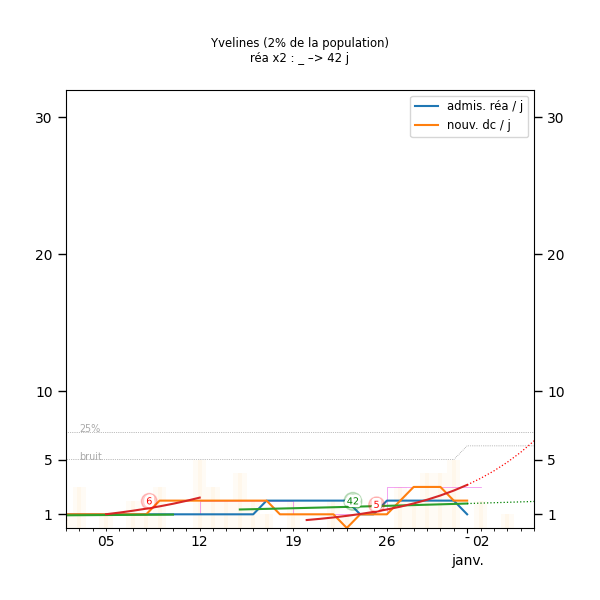 Yvelines (2% de la population)
réa x2 : _ –> 42 j
admis. réa / j
nouv. dc / j
30 30
20 20
10 10
25%
bruit
5 5
6 42 5
1 1
05 12 19 26 - 02
janv.